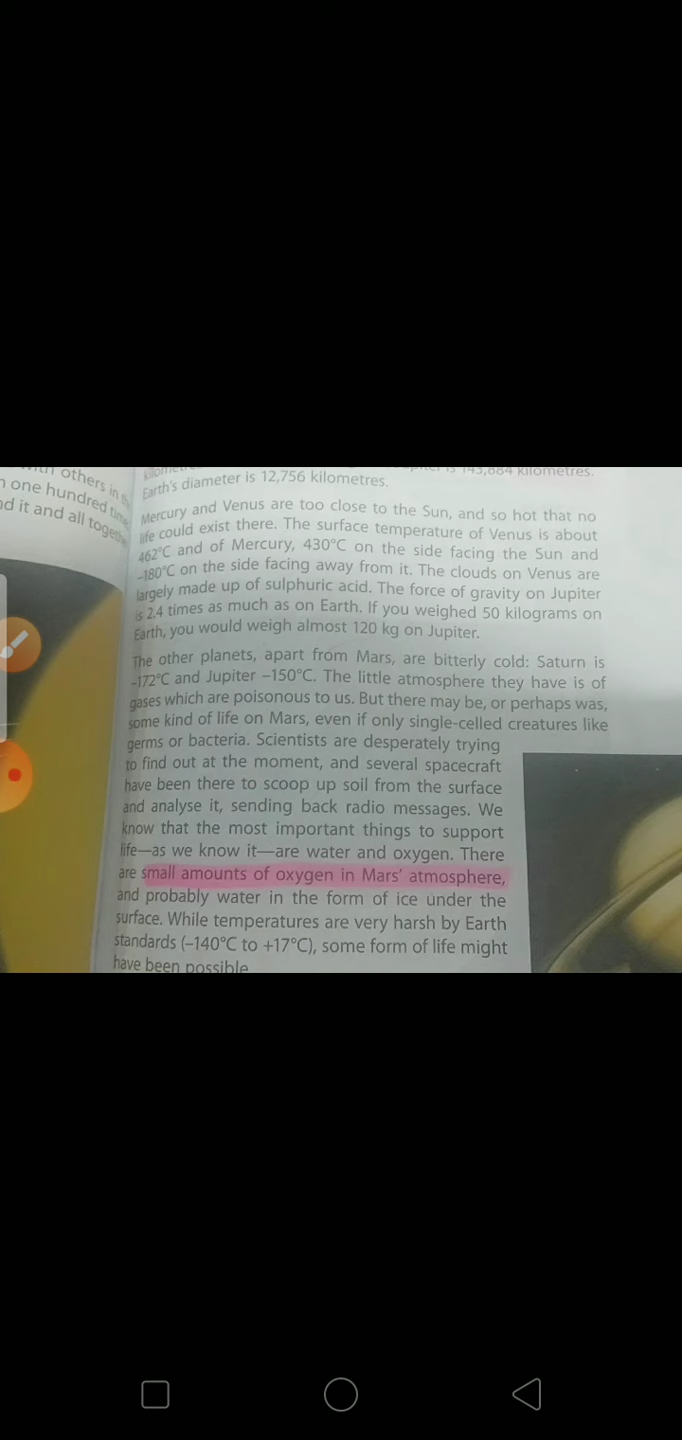 with others in
one hundred
it and all
is 143,884 kilometres.
Earth's diameter is 12,756 kilometres.
Mercury and Venus are too close to the Sun, and so hot that no
life could exist there. The surface temperature of Venus is about
462°C and of Mercury, 430°C on the side facing the Sun and
–180°C on the side facing away from it. The clouds on Venus are
largely made up of sulphuric acid. The force of gravity on Jupiter
is 2.4 times as much as on Earth. If you weighed 50 kilograms on
Earth, you would weigh almost 120 kg on Jupiter.
The other planets, apart from Mars, are bitterly cold: Saturn is
–172°C and Jupiter –150°C. The little atmosphere they have is of
gases which are poisonous to us. But there may be, or perhaps was,
some kind of life on Mars, even if only single-celled creatures like
germs or bacteria. Scientists are desperately trying
to find out at the moment, and several spacecraft
have been there to scoop up soil from the surface
and analyse it, sending back radio messages. We
know that the most important things to support
life—as we know it—are water and oxygen. There
are small amounts of oxygen in Mars' atmosphere,
and probably water in the form of ice under the
surface. While temperatures are very harsh by Earth
standards (–140°C to +17°C), some form of life might
have been possible